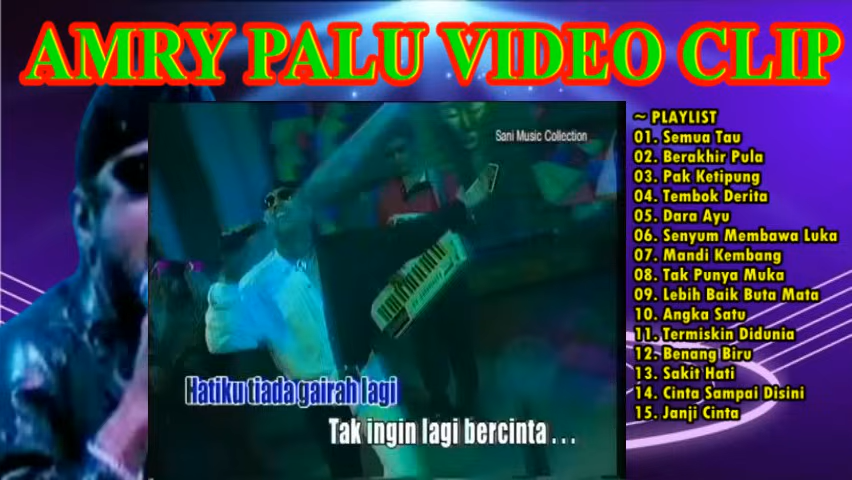 AMRY PALU VIDEO CLIP
Sani Music Collection
Hatiku tiada gairah lagi
Tak ingin lagi bercinta . . .
~ PLAYLIST
01. Semua Tau
02. Berakhir Pula
03. Pak Ketipung
04. Tembok Derita
05. Dara Ayu
06. Senyum Membawa Luka
07. Mandi Kembang
08. Tak Punya Muka
09. Lebih Baik Buta Mata
10. Angka Satu
11. Termiskin Didunia
12. Benang Biru
13. Sakit Hati
14. Cinta Sampai Disini
15. Janji Cinta